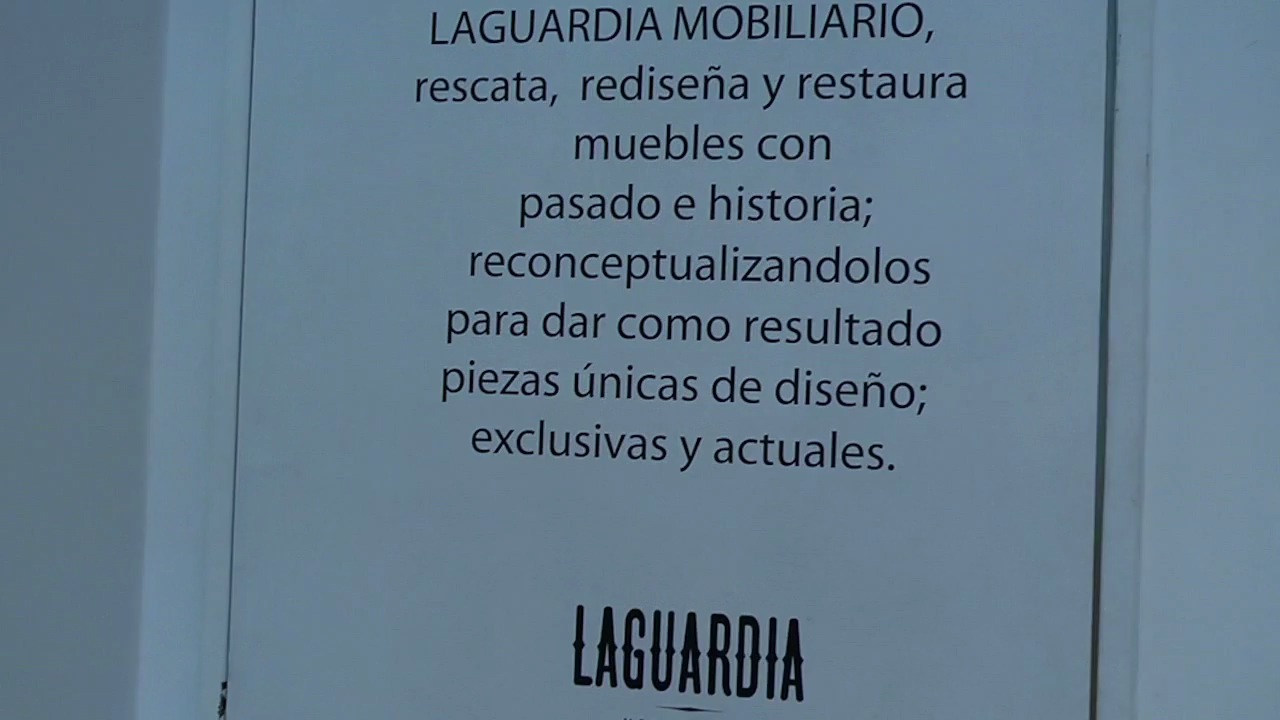 LAGUARDIA MOBILIARIO,
rescata, rediseña y restaura
muebles con
pasado e historia;
reconceptualizandolos
para dar como resultado
piezas únicas de diseño;
exclusivas y actuales.
LAGUARDIA